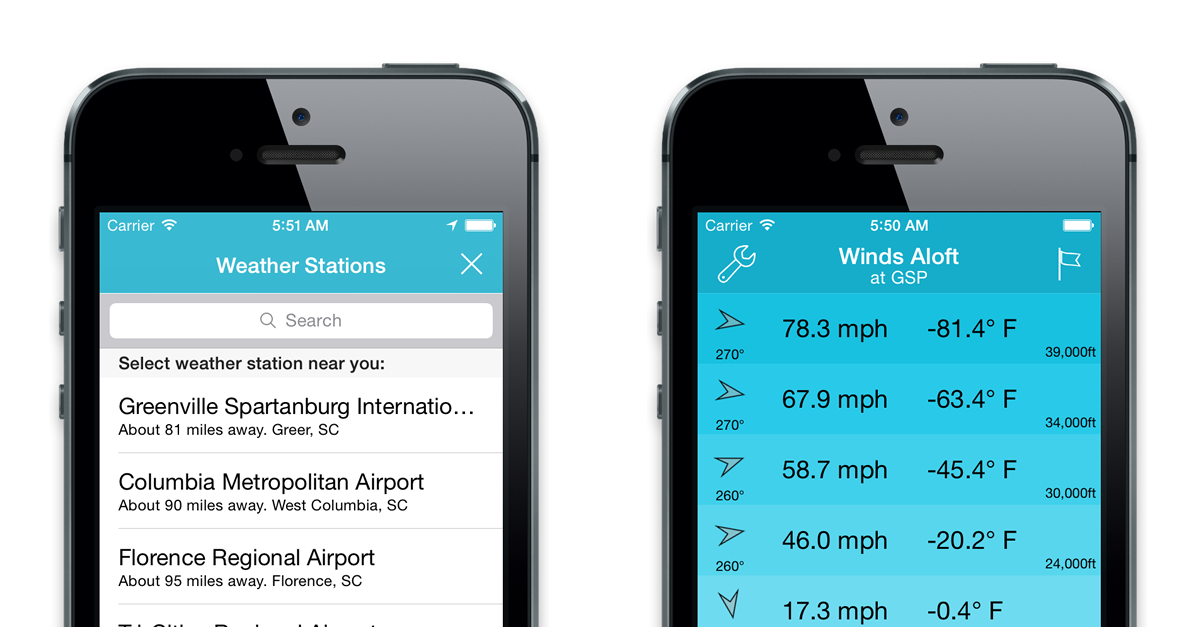 Carrier
5:51 AM
Weather Stations
Search
Select weather station near you:
Greenville Spartanburg Internatio…
About 81 miles away. Greer, SC
Columbia Metropolitan Airport
About 90 miles away. West Columbia, SC
Florence Regional Airport
About 95 miles away. Florence, SC
Carrier
5:50 AM
Winds Aloft
at GSP
78.3 mph -81.4° F
270° 39,000ft
67.9 mph -63.4° F
270° 34,000ft
58.7 mph -45.4° F
260° 30,000ft
46.0 mph -20.2° F
260° 24,000ft
17.3 mph -0.4° F